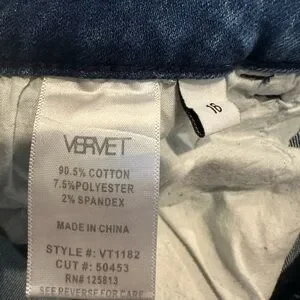 VERVET
90.5% COTTON
7.5%POLYESTER
2% SPANDEX
MADE IN CHINA
STYLE #: VT1182
CUT #: 50453
RN# 125813
SEE REVERSE FOR CARE